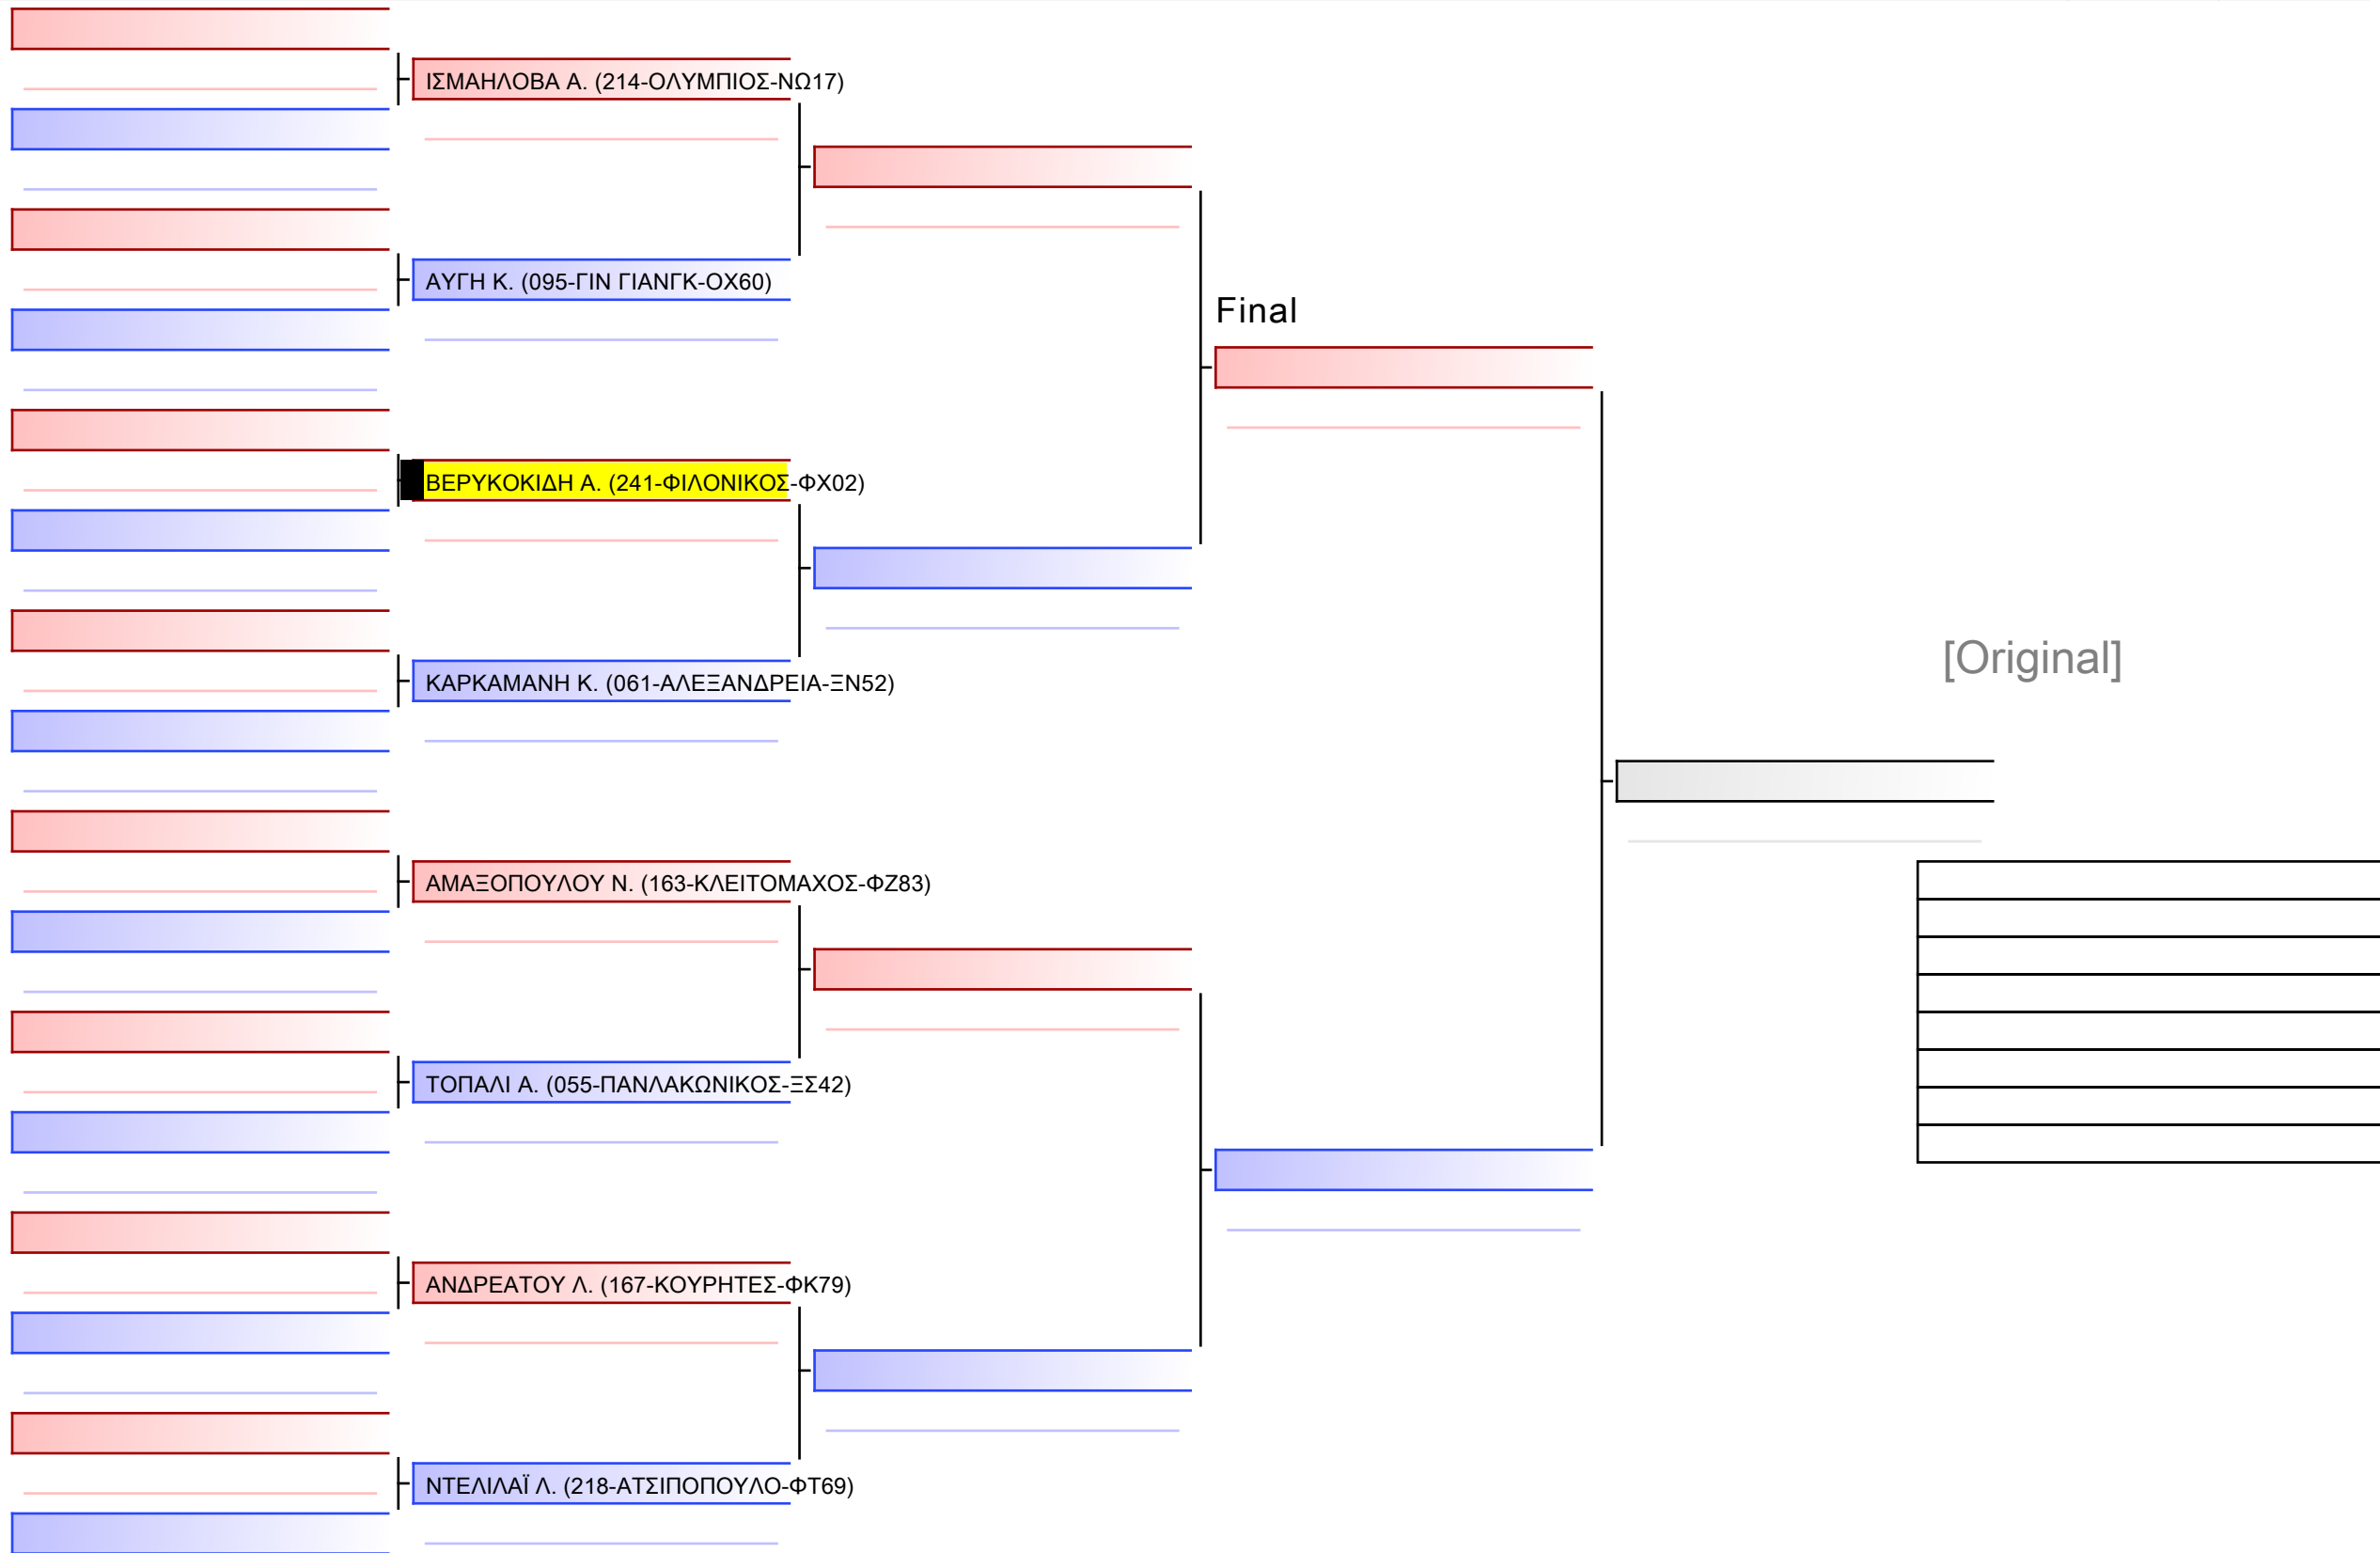 ΙΣΜΑΗΛΟΒΑ Α. (214-ΟΛΥΜΠΙΟΣ-ΝΩ17)
ΑΥΓΗ Κ. (095-ΓΙΝ ΓΙΑΝΓΚ-ΟΧ60)
Final
ΒΕΡΥΚΟΚΙΔΗ Α. (241-ΦΙΛΟΝΙΚΟΣ-ΦΧ02)
ΚΑΡΚΑΜΑΝΗ Κ. (061-ΑΛΕΞΑΝΔΡΕΙΑ-ΞΝ52)
[Original]
ΑΜΑΞΟΠΟΥΛΟΥ Ν. (163-ΚΛΕΙΤΟΜΑΧΟΣ-ΦΖ83)
ΤΟΠΑΛΙ Α. (055-ΠΑΝΛΑΚΩΝΙΚΟΣ-ΞΣ42)
ΑΝΔΡΕΑΤΟΥ Λ. (167-ΚΟΥΡΗΤΕΣ-ΦΚ79)
ΝΤΕΛΙΛΑΪ Λ. (218-ΑΤΣΙΠΟΠΟΥΛΟ-ΦΤ69)